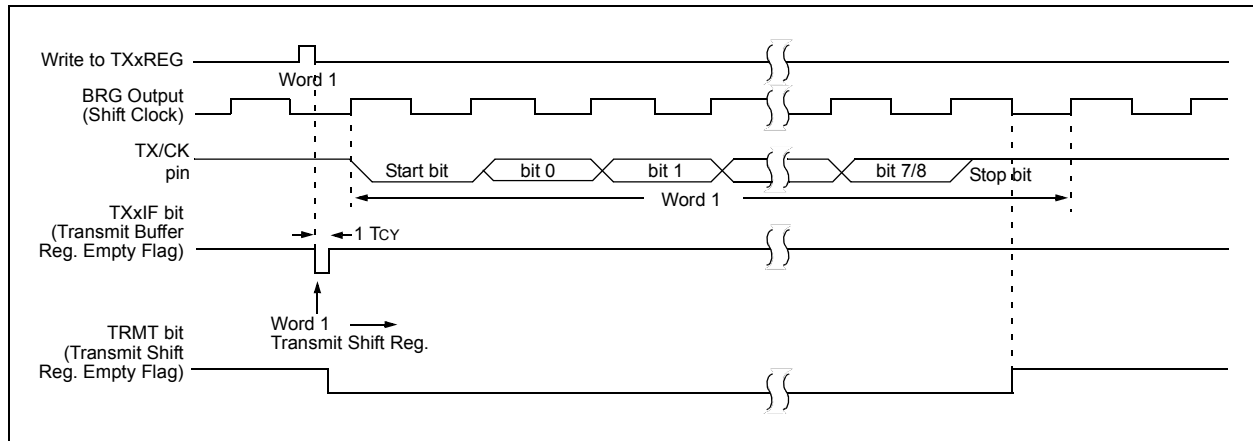 Write to TXxREG
Word 1
BRG Output
(Shift Clock)
TX/CK
pin
Start bit
bit 0
bit 1
bit 7/8
Stop bit
Word 1
TXxIF bit
(Transmit Buffer
Reg. Empty Flag)
1 TCY
Word 1
Transmit Shift Reg.
TRMT bit
(Transmit Shift
Reg. Empty Flag)